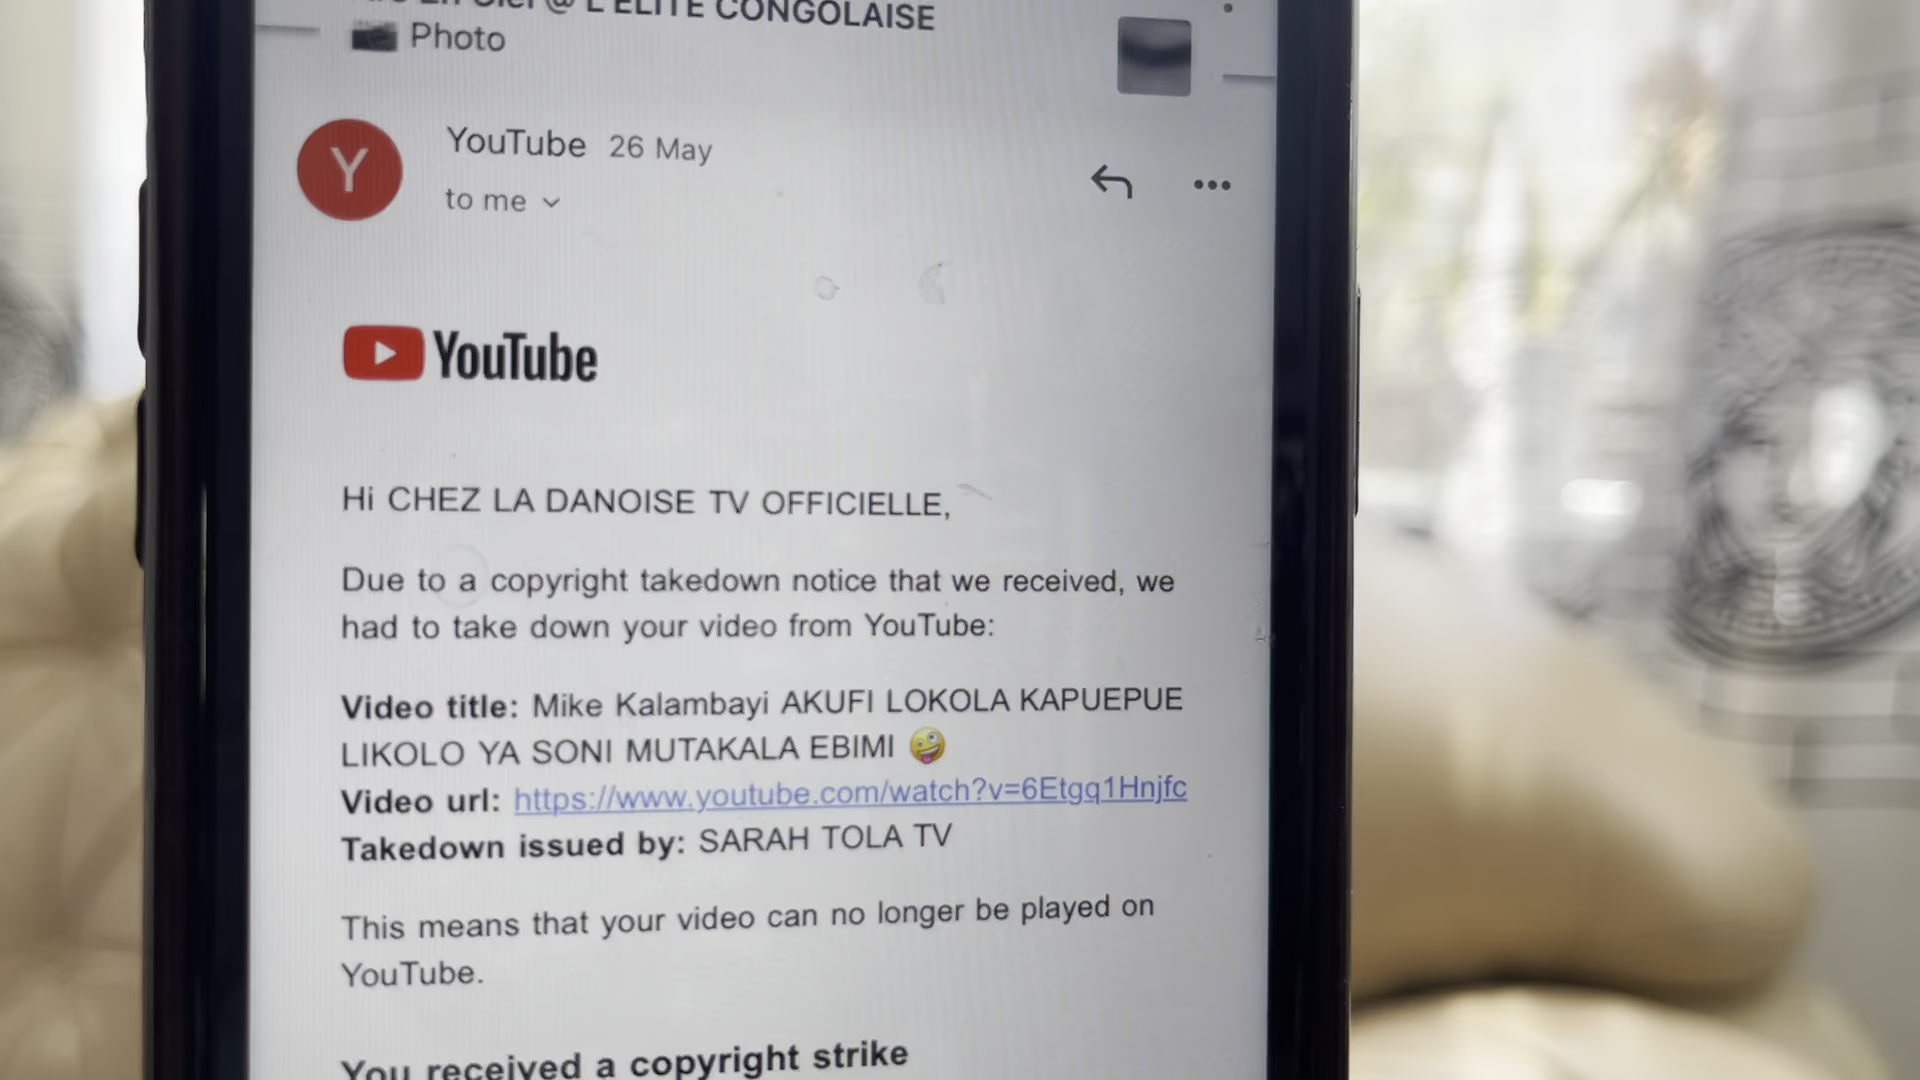 @ L'ELITE CONGOLAISE
Photo
YouTube 26 May
Y
to me
YouTube
Hi CHEZ LA DANOISE TV OFFICIELLE,
Due to a copyright takedown notice that we received, we
had to take down your video from YouTube:
Video title: Mike Kalambayi AKUFI LOKOLA KAPUEPUE
LIKOLO YA SONI MUTAKALA EBIMI 🤪
Video url: https://www.youtube.com/watch?v=6Etgq1Hnjfc
Takedown issued by: SARAH TOLA TV
This means that your video can no longer be played on
YouTube.
You received a copyright strike